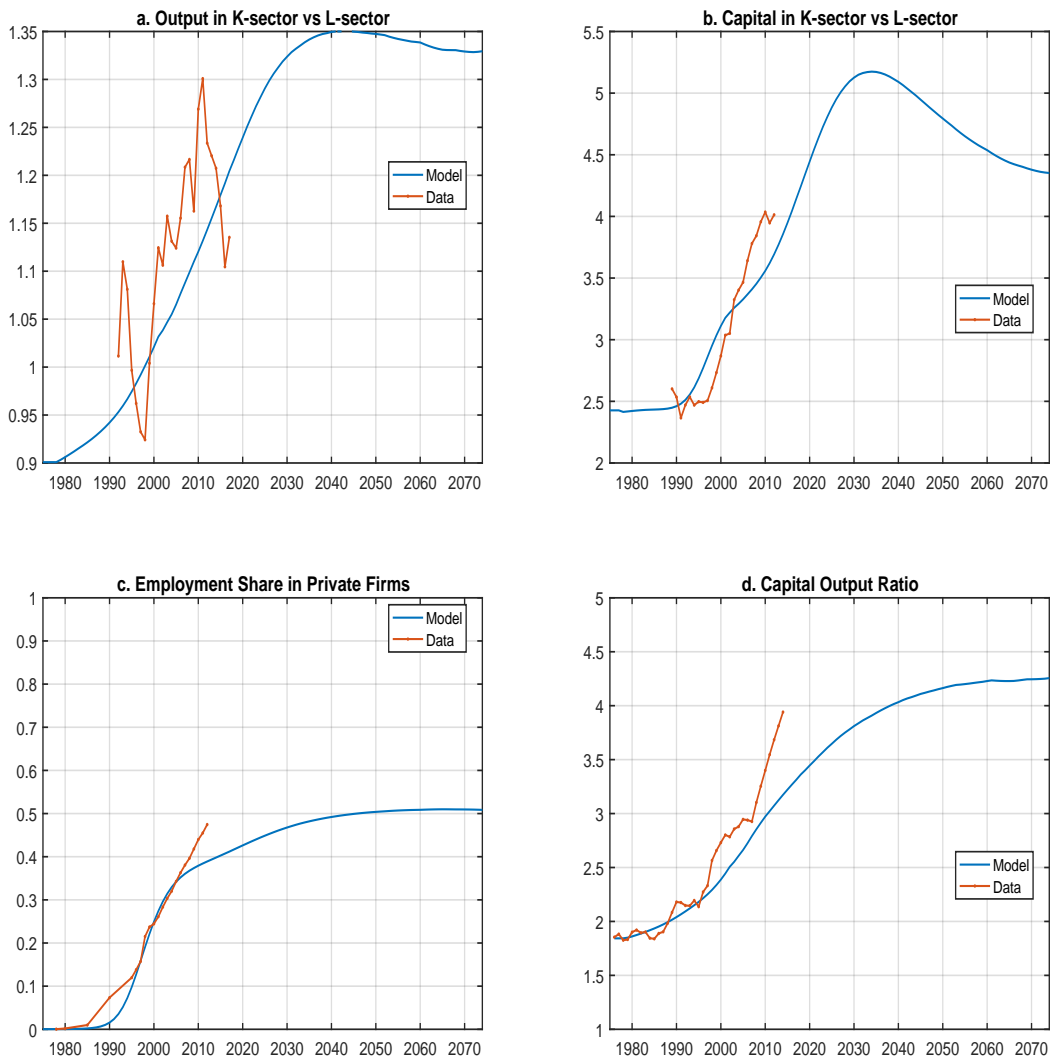 a. Output in K-sector vs L-sector
1.35
1.3
1.25
1.2
1.15
1.1
1.05
1
0.95
0.9
Model
Data
1980 1990 2000 2010 2020 2030 2040 2050 2060 2070
b. Capital in K-sector vs L-sector
5.5
5
4.5
4
3.5
3
2.5
2
Model
Data
1980 1990 2000 2010 2020 2030 2040 2050 2060 2070
c. Employment Share in Private Firms
1
0.9
0.8
0.7
0.6
0.5
0.4
0.3
0.2
0.1
0
Model
Data
1980 1990 2000 2010 2020 2030 2040 2050 2060 2070
d. Capital Output Ratio
5
4.5
4
3.5
3
2.5
2
1.5
1
Model
Data
1980 1990 2000 2010 2020 2030 2040 2050 2060 2070